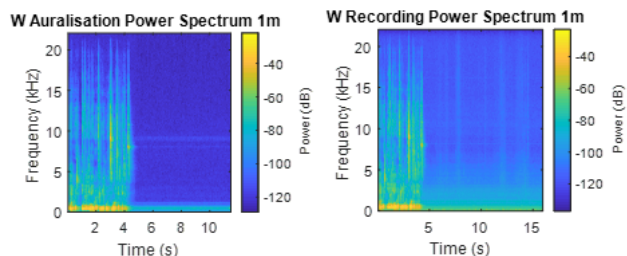 W Auralisation Power Spectrum 1m
20
15
10
5
0
Frequency (kHz)
2 4 6 8 10
Time (s)
-40
-60
-80
-100
-120
Power (dB)
W Recording Power Spectrum 1m
20
15
10
5
0
Frequency (kHz)
5 10 15
Time (s)
-40
-60
-80
-100
-120
Power (dB)